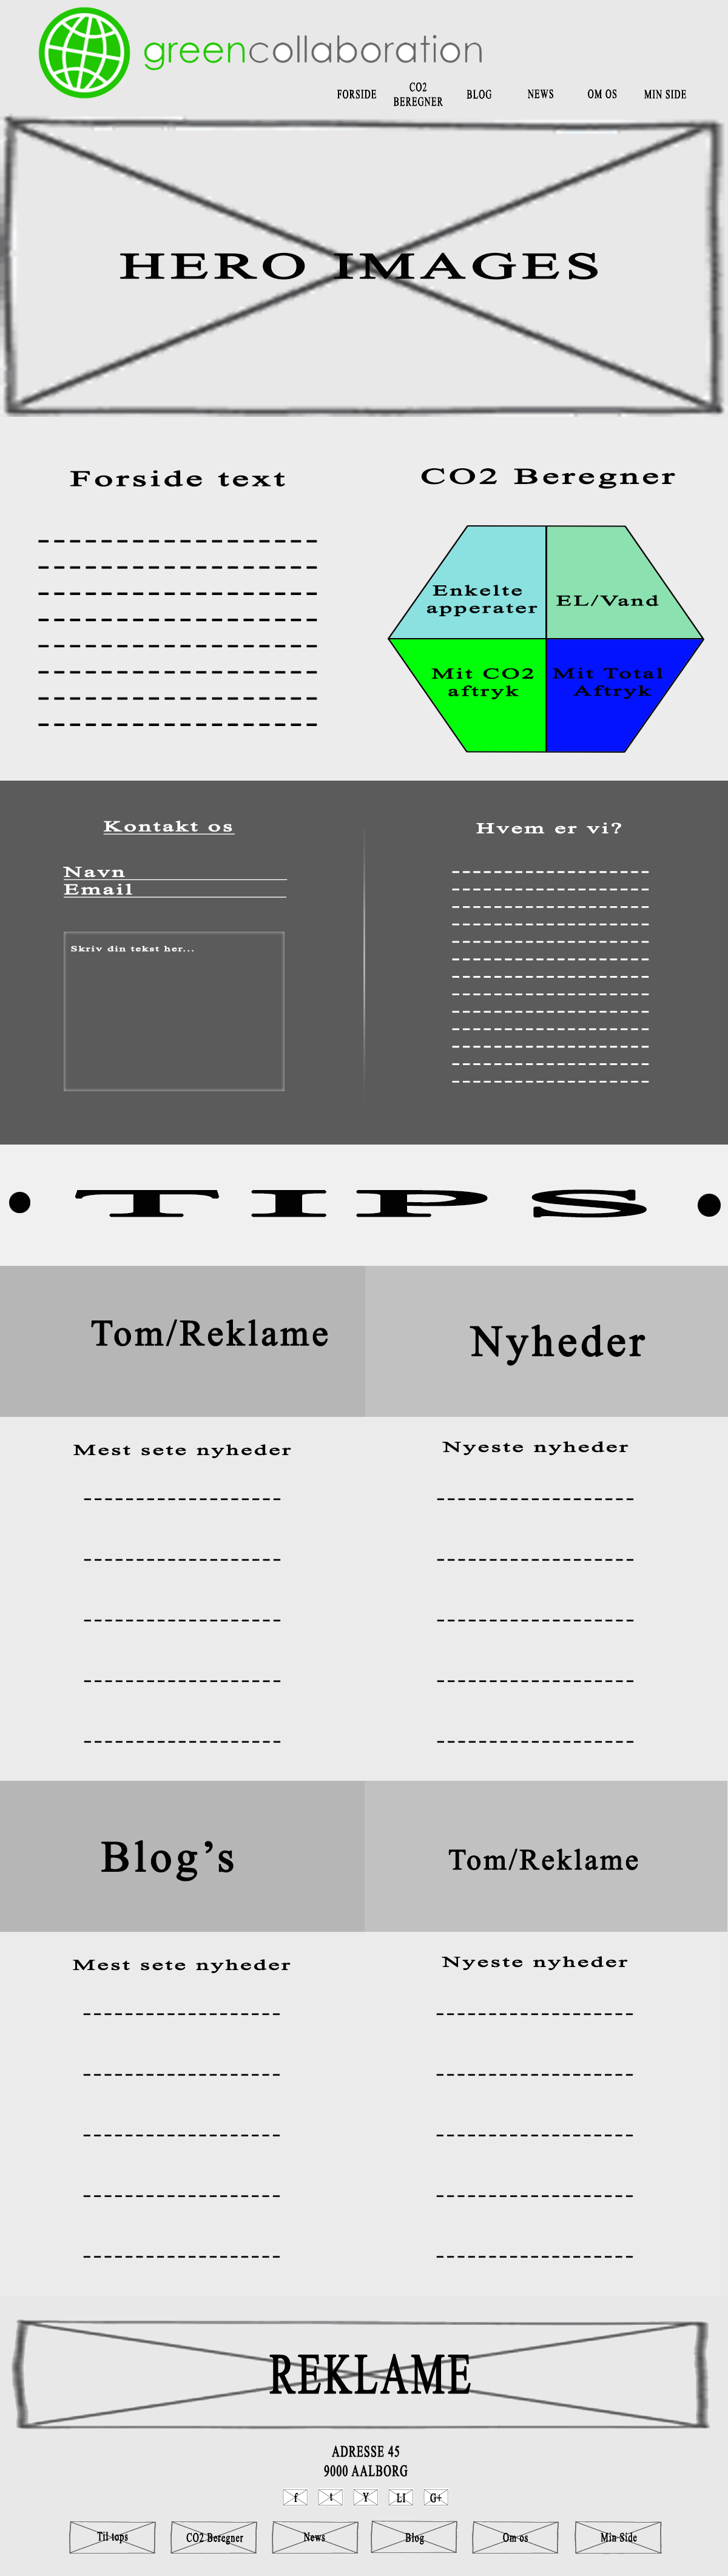 greencollaboration
FORSIDE
CO2
BEREGNER
BLOG
NEWS
OM OS
MIN SIDE
HERO IMAGES
Forside text
CO2 Beregner
Enkelte
apperater
EL/Vand
Mit CO2
aftryk
Mit Total
Aftryk
Kontakt os
Navn
Email
Skriv din tekst her...
Hvem er vi?
• TIPS •
Tom/Reklame
Nyheder
Mest sete nyheder
Nyeste nyheder
Blog’s
Tom/Reklame
Mest sete nyheder
Nyeste nyheder
REKLAME
ADRESSE 45
9000 AALBORG
f t Y LI G+
Til tops
CO2 Beregner
News
Blog
Om os
Min Side